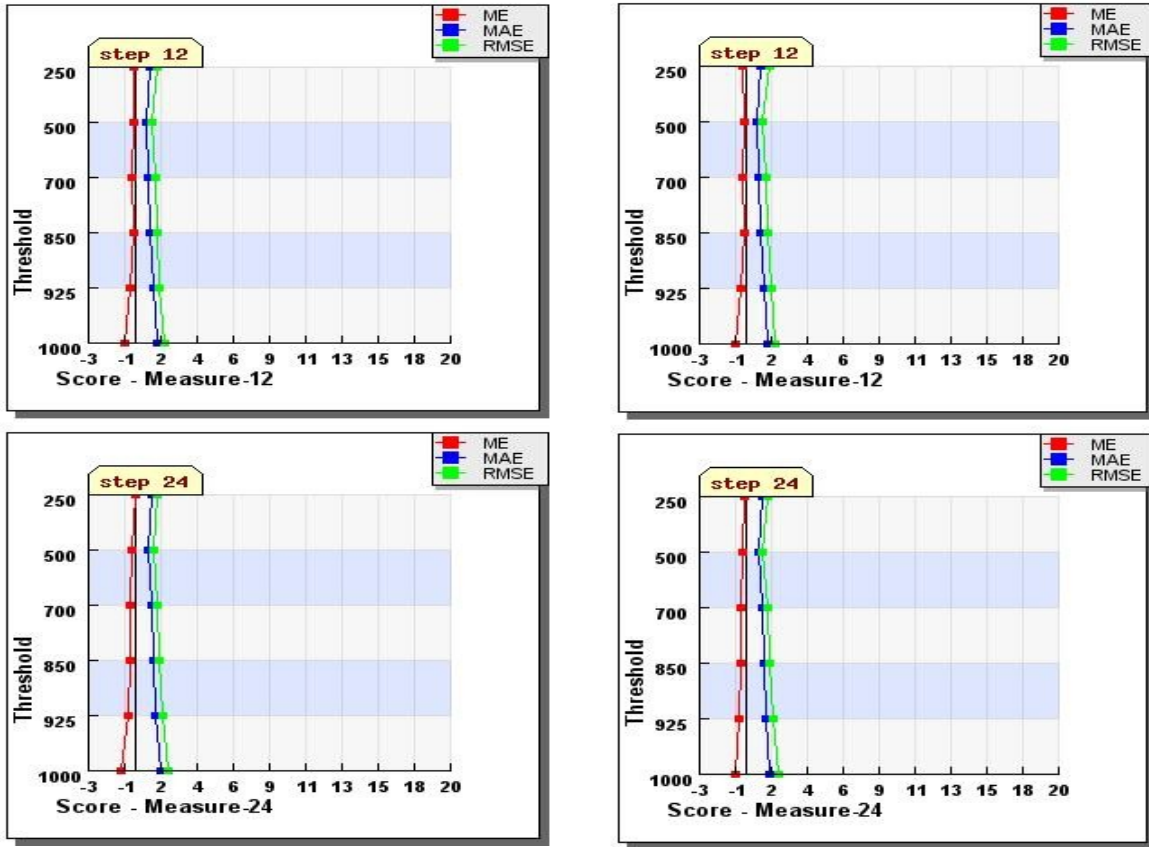 ME
MAE
RMSE
step 12
250
500
700
850
925
1000
Threshold
-3 -1 2 4 6 9 11 13 15 18 20
Score - Measure-12
ME
MAE
RMSE
step 12
250
500
700
850
925
1000
Threshold
-3 -1 2 4 6 9 11 13 15 18 20
Score - Measure-12
ME
MAE
RMSE
step 24
250
500
700
850
925
1000
Threshold
-3 -1 2 4 6 9 11 13 15 18 20
Score - Measure-24
ME
MAE
RMSE
step 24
250
500
700
850
925
1000
Threshold
-3 -1 2 4 6 9 11 13 15 18 20
Score - Measure-24